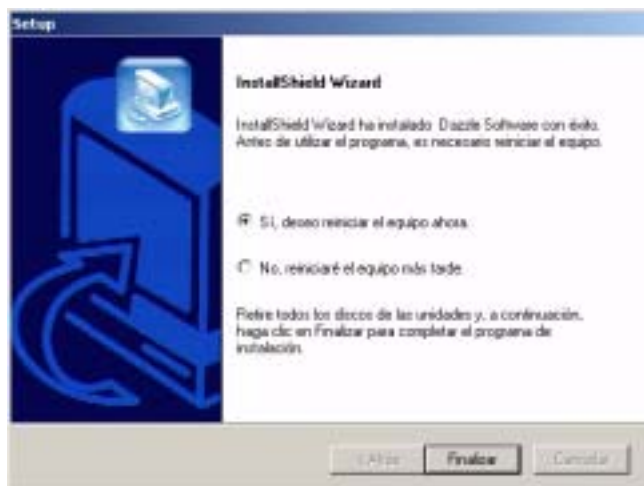 Setup
InstallShield Wizard
InstallShield Wizard ha instalado Dazzle Software con éxito.
Antes de utilizar el programa, es necesario reiniciar el equipo.
Sí, deseo reiniciar el equipo ahora.
No, reiniciaré el equipo más tarde.
Retire todos los discos de las unidades y, a continuación,
haga clic en Finalizar para completar el programa de
instalación.
< Atrás
Finalizar
Cancelar